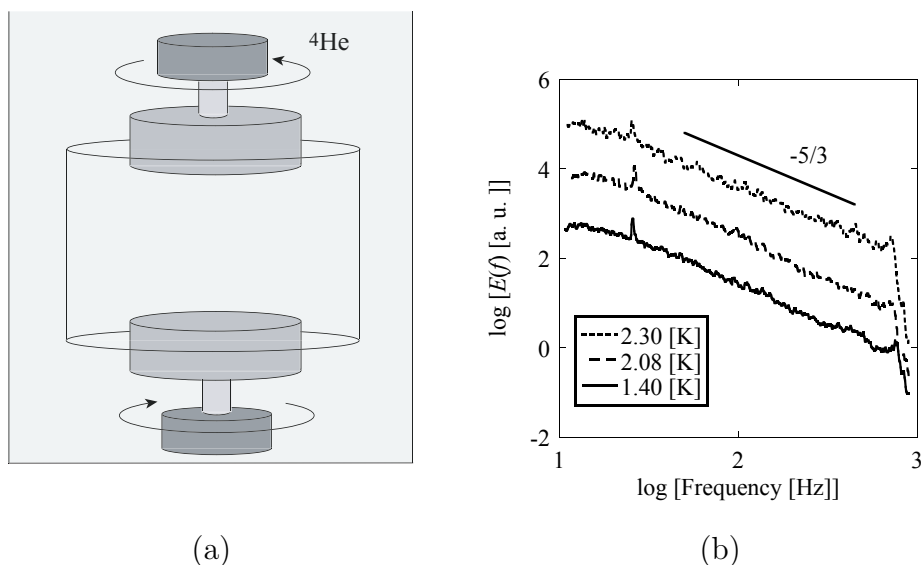 ⁴He
6
4
2
0
-2
log [E(f) [a. u. ]]
-5/3
2.30 [K]
2.08 [K]
1.40 [K]
1
2
3
log [Frequency [Hz]]
(a)
(b)